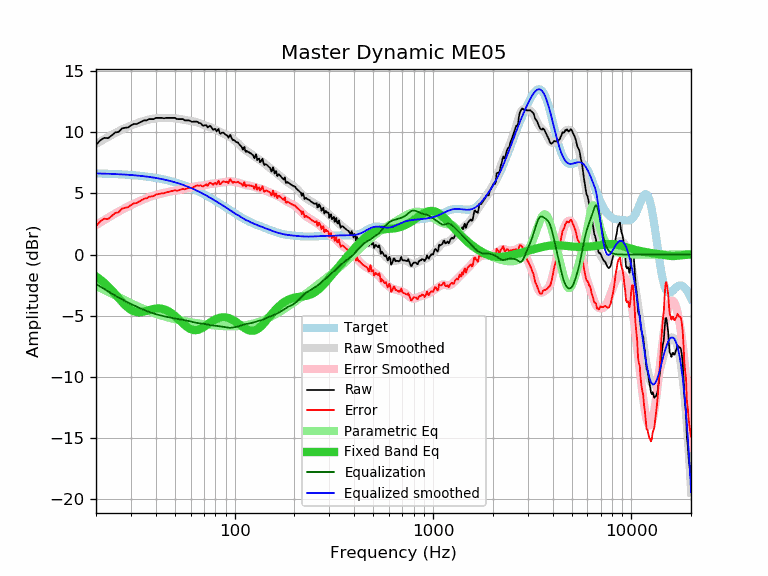 Master Dynamic ME05
Amplitude (dBr)
15
10
5
0
−5
−10
−15
−20
Target
Raw Smoothed
Error Smoothed
Raw
Error
Parametric Eq
Fixed Band Eq
Equalization
Equalized smoothed
100
1000
10000
Frequency (Hz)